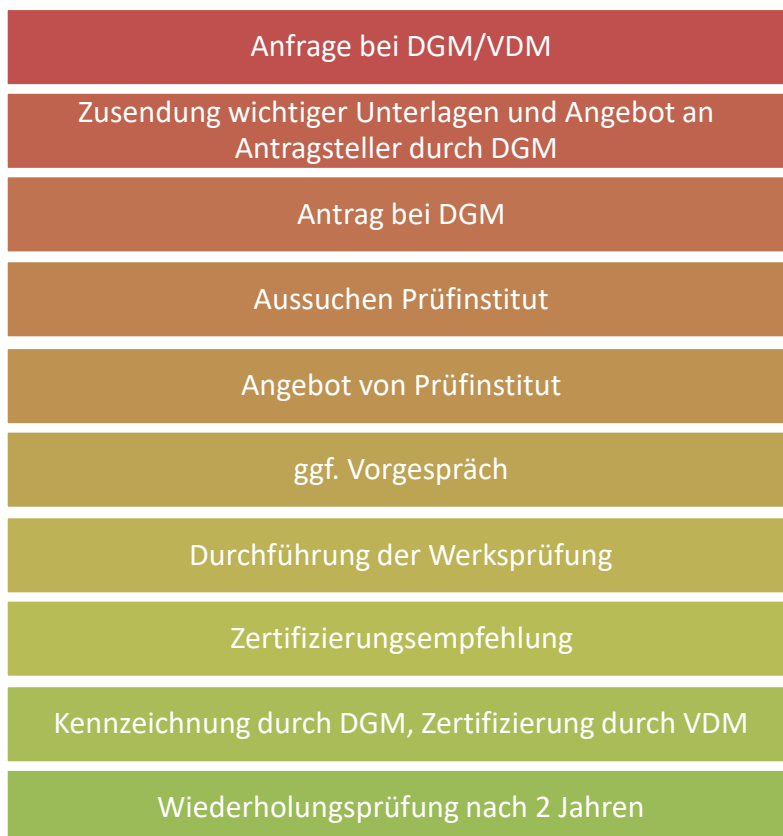 Anfrage bei DGM/VDM
Zusendung wichtiger Unterlagen und Angebot an
Antragsteller durch DGM
Antrag bei DGM
Aussuchen Prüfinstitut
Angebot von Prüfinstitut
ggf. Vorgespräch
Durchführung der Werksprüfung
Zertifizierungsempfehlung
Kennzeichnung durch DGM, Zertifizierung durch VDM
Wiederholungsprüfung nach 2 Jahren